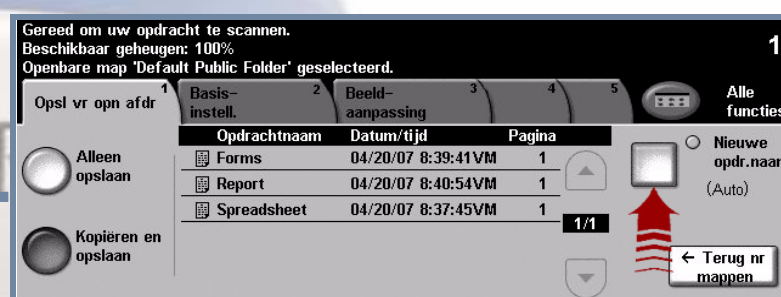 Gereed om uw opdracht te scannen.
Beschikbaar geheugen: 100%
1
Openbare map 'Default Public Folder' geselecteerd.
Opsl vr opn afdr 1
Basis-
instell. 2
Beeld-
aanpassing 3
4
5
Alle
functies
Opdrachtnaam Datum/tijd Pagina
Forms 04/20/07 8:39:41VM 1
Report 04/20/07 8:40:54VM 1
Spreadsheet 04/20/07 8:37:45VM 1
1/1
Alleen
opslaan
Kopiëren en
opslaan
Nieuwe
opdr.naam
(Auto)
← Terug nr
mappen